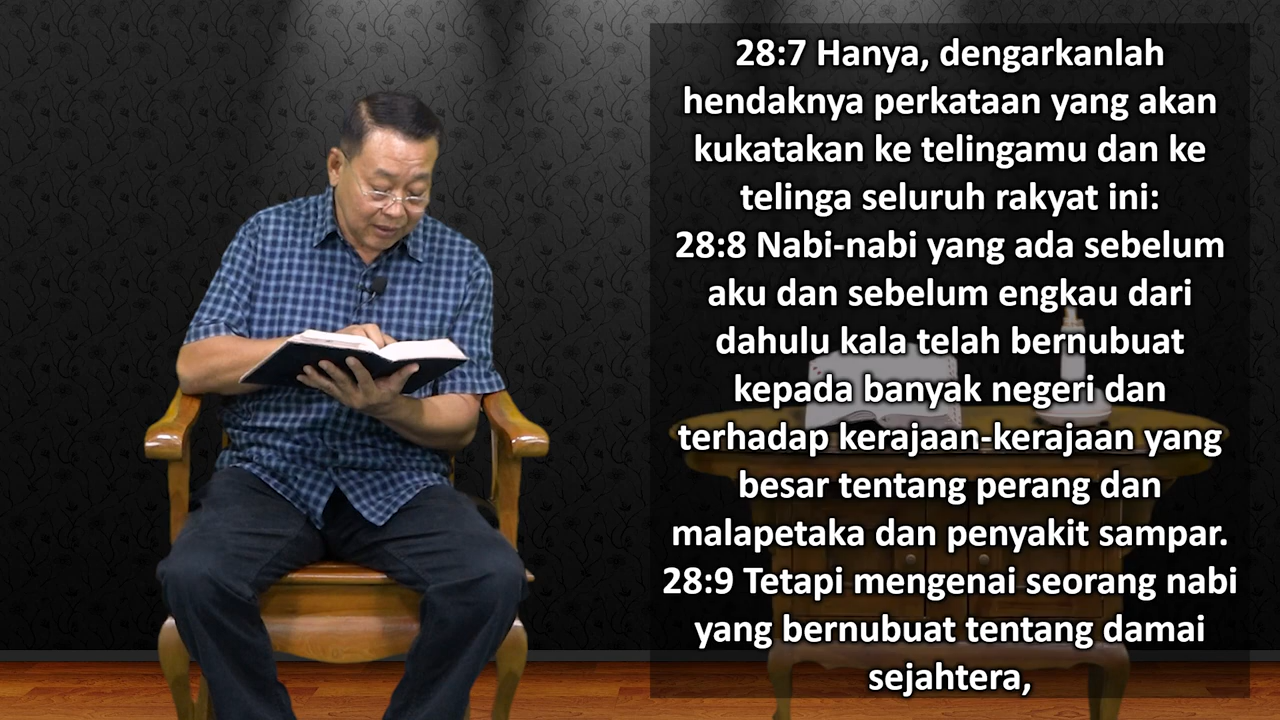 28:7 Hanya, dengarkanlah
hendaknya perkataan yang akan
kukatakan ke telingamu dan ke
telinga seluruh rakyat ini:
28:8 Nabi-nabi yang ada sebelum
aku dan sebelum engkau dari
dahulu kala telah bernubuat
kepada banyak negeri dan
terhadap kerajaan-kerajaan yang
besar tentang perang dan
malapetaka dan penyakit sampar.
28:9 Tetapi mengenai seorang nabi
yang bernubuat tentang damai
sejahtera,